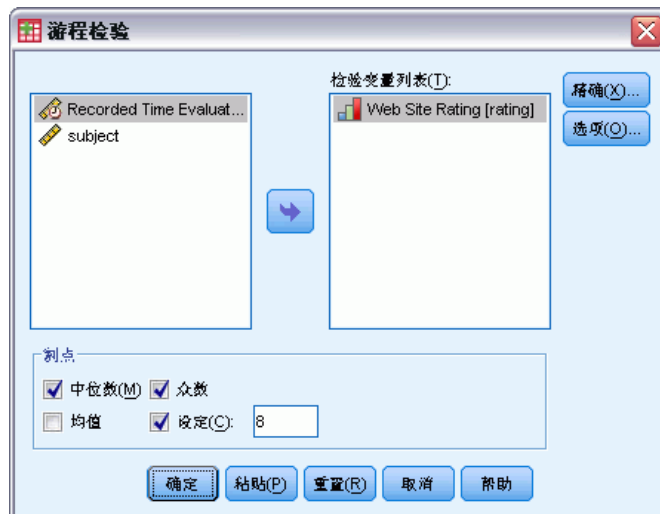 游程检验
检验变量列表(T):
Recorded Time Evaluat...
subject
Web Site Rating [rating]
精确(X)...
选项(O)...
割点
中位数(M)
众数
均值
设定(C):
8
确定
粘贴(P)
重置(R)
取消
帮助